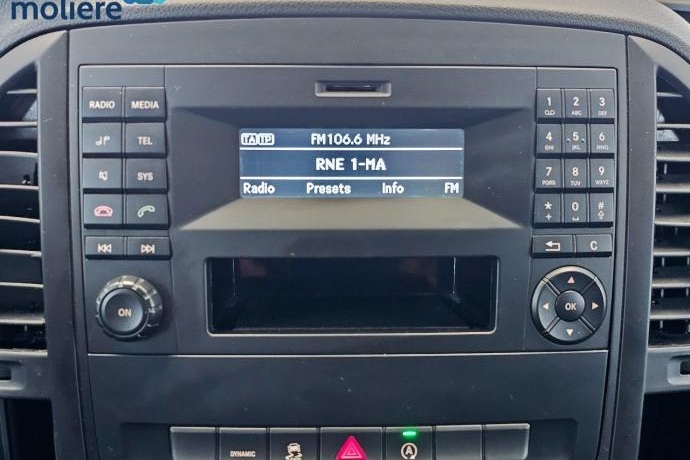 moliere
RADIO MEDIA
TEL
SYS
TA TP FM106.6 MHz
RNE 1-MA
Radio Presets Info FM
1 2 ABC 3 DEF
4 GHI 5 JKL 6 MNO
7 PQRS 8 TUV 9 WXYZ
* + 0 #
C
ON
OK
DYNAMIC
A